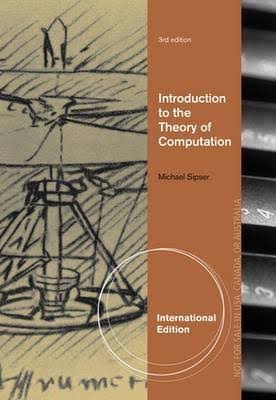 3rd edition
Introduction
to the
Theory of
Computation
Michael Sipser
International
Edition
NOT FOR SALE IN USA, CANADA, OR AUSTRALIA